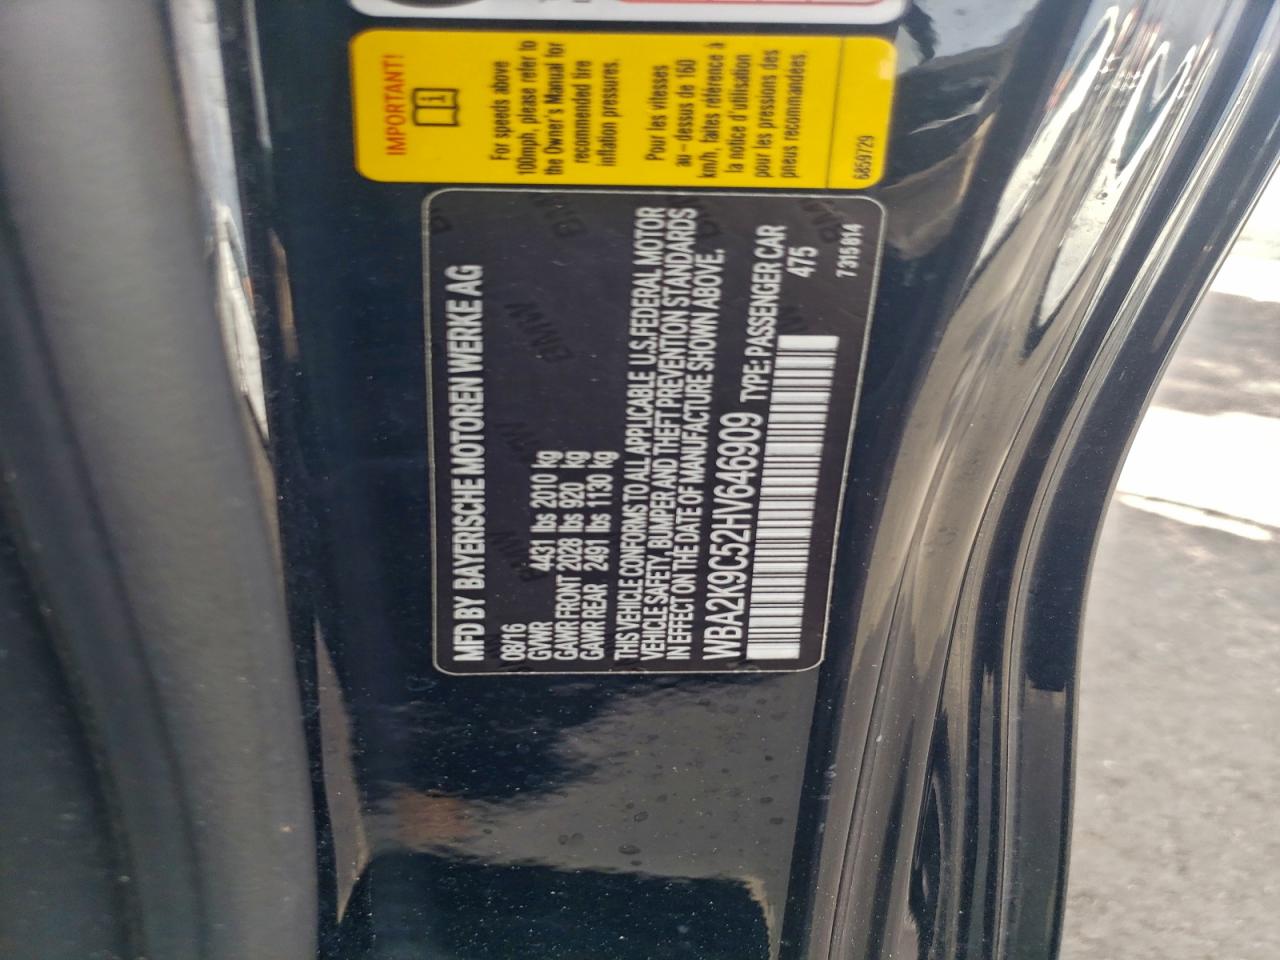 IMPORTANT!
For speeds above
100mph, please refer to
the Owner's Manual for
recommended tire
inflation pressures.
Pour les vitesses
au-dessus de 160
km/h, faites référence à
la notice d'utilisation
pour les pressions des
pneus recommandées.
6859729
MFD BY BAYERISCHE MOTOREN WERKE AG
08/16
GVWR 4431 lbs 2010 kg
GAWR FRONT 2028 lbs 920 kg
GAWR REAR 2491 lbs 1130 kg
THIS VEHICLE CONFORMS TO ALL APPLICABLE U.S. FEDERAL MOTOR
VEHICLE SAFETY, BUMPER AND THEFT PREVENTION STANDARDS
IN EFFECT ON THE DATE OF MANUFACTURE SHOWN ABOVE.
WBA2K9C52HV646909 TYPE: PASSENGER CAR
475
7 315 814